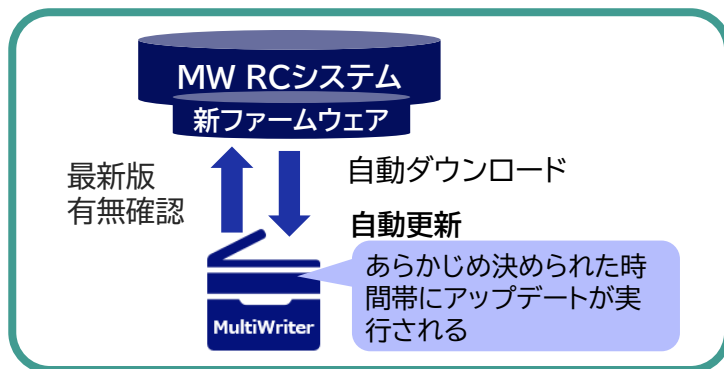 MW RCシステム
新ファームウェア
最新版
有無確認
自動ダウンロード
自動更新
あらかじめ決められた時
間帯にアップデートが実
行される
MultiWriter